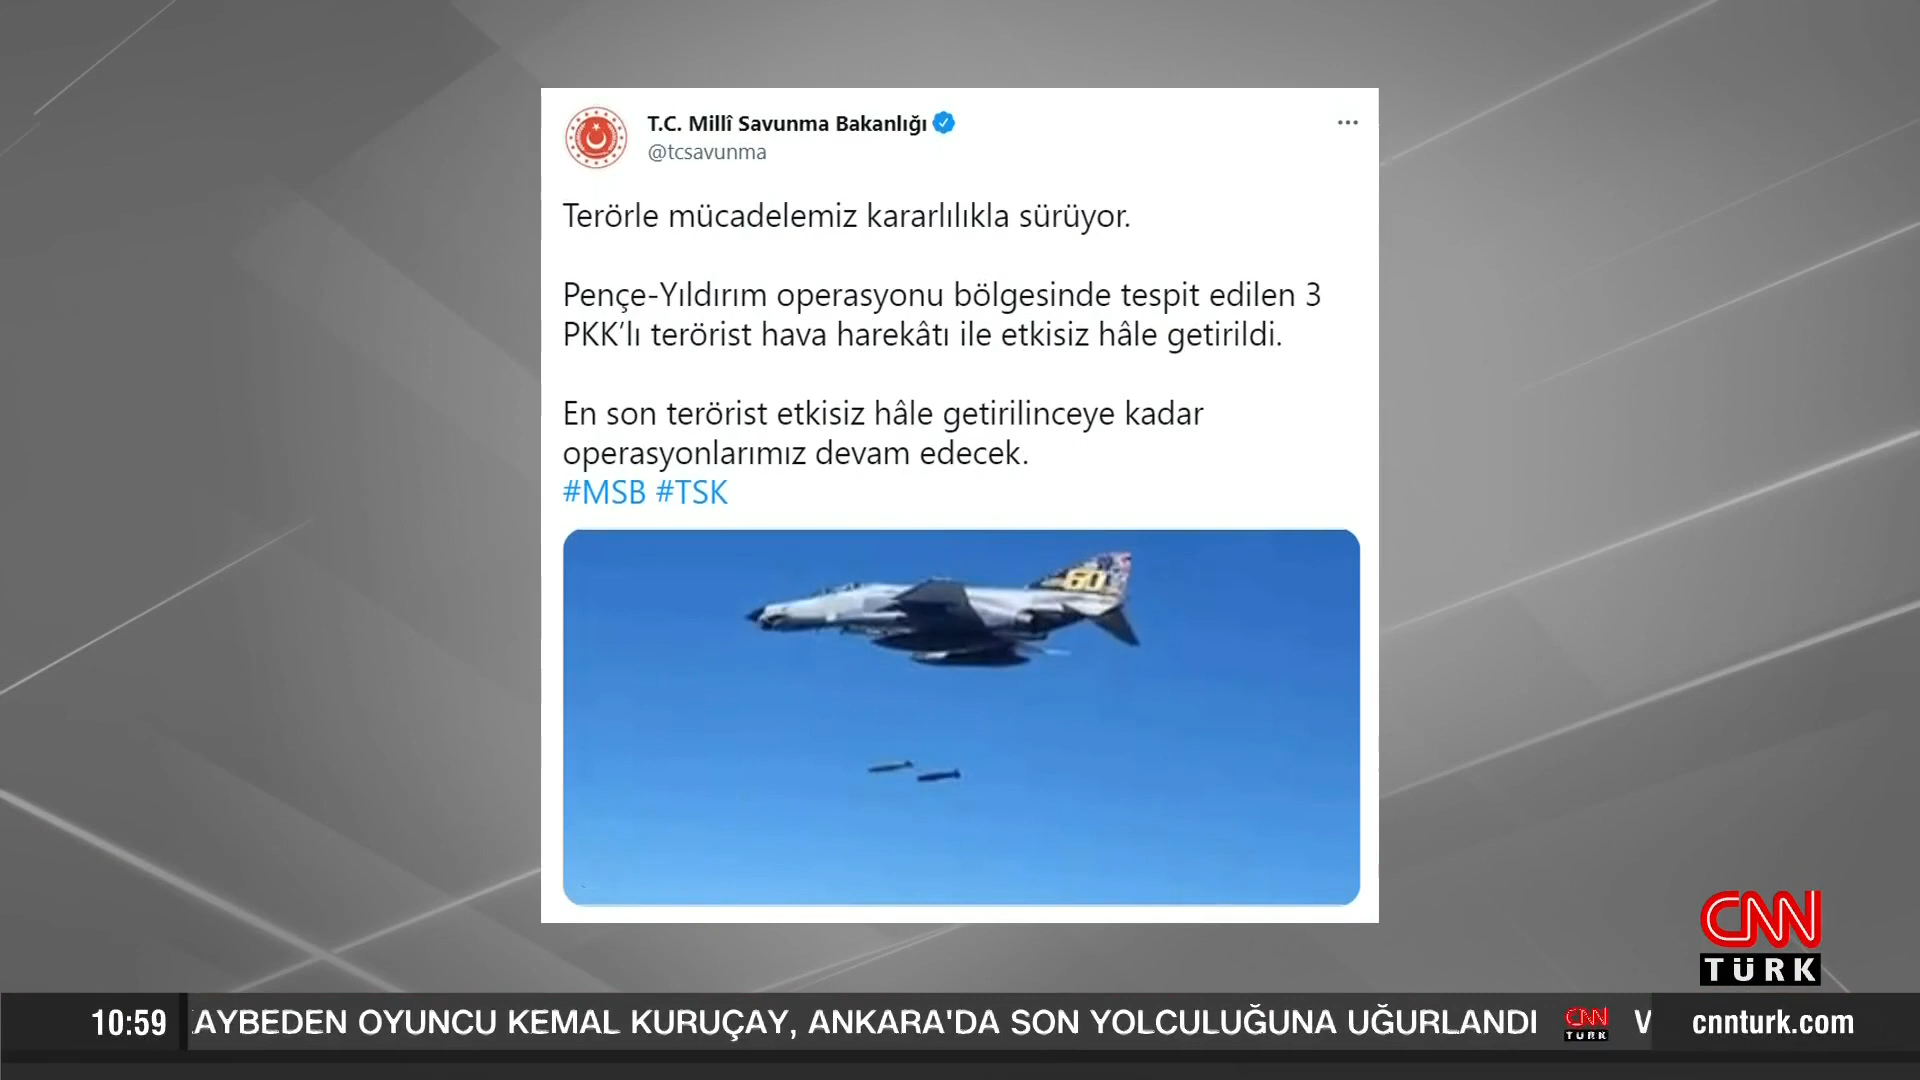 T.C. Millî Savunma Bakanlığı
@tcsavunma
Terörle mücadelemiz kararlılıkla sürüyor.
Pençe-Yıldırım operasyonu bölgesinde tespit edilen 3
PKK'lı terörist hava harekâtı ile etkisiz hâle getirildi.
En son terörist etkisiz hâle getirilinceye kadar
operasyonlarımız devam edecek.
#MSB #TSK
60
CNN
TÜRK
10:59 AYBEDEN OYUNCU KEMAL KURUÇAY, ANKARA'DA SON YOLCULUĞUNA UĞURLANDI CNN TÜRK V cnnturk.com